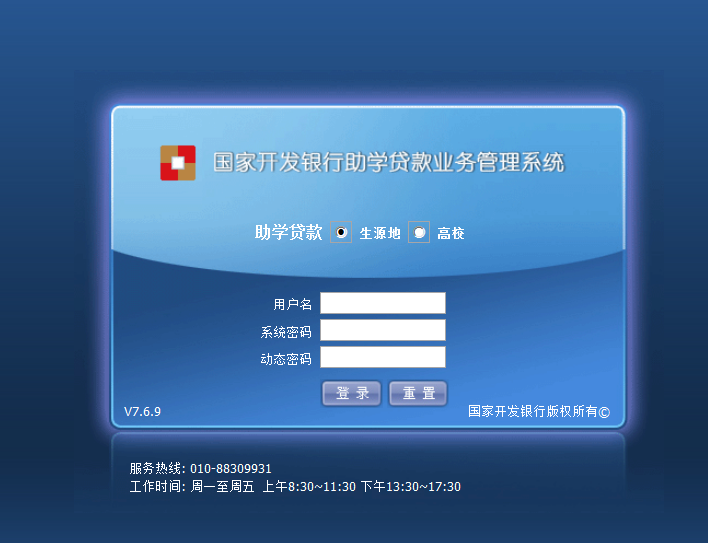 国家开发银行助学贷款业务管理系统
助学贷款 生源地 高校
用户名
系统密码
动态密码
登 录 重 置
V7.6.9 国家开发银行版权所有©
服务热线: 010-88309931
工作时间: 周一至周五 上午8:30~11:30 下午13:30~17:30